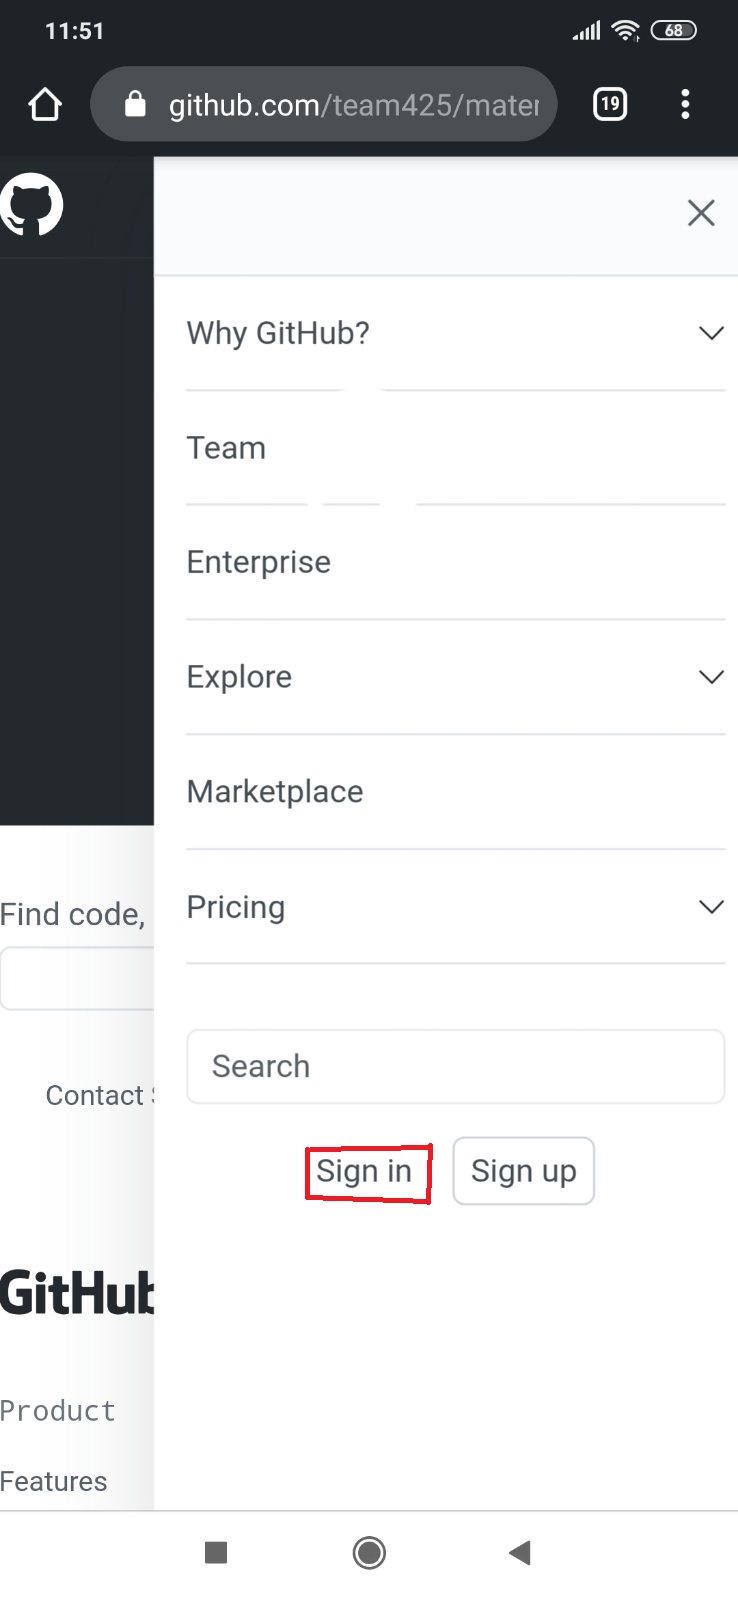 11:51
68
github.com/team425/mater
19
Why GitHub?
Team
Enterprise
Explore
Marketplace
Find code,
Pricing
Search
Contact
Sign in
Sign up
GitHub
Product
Features